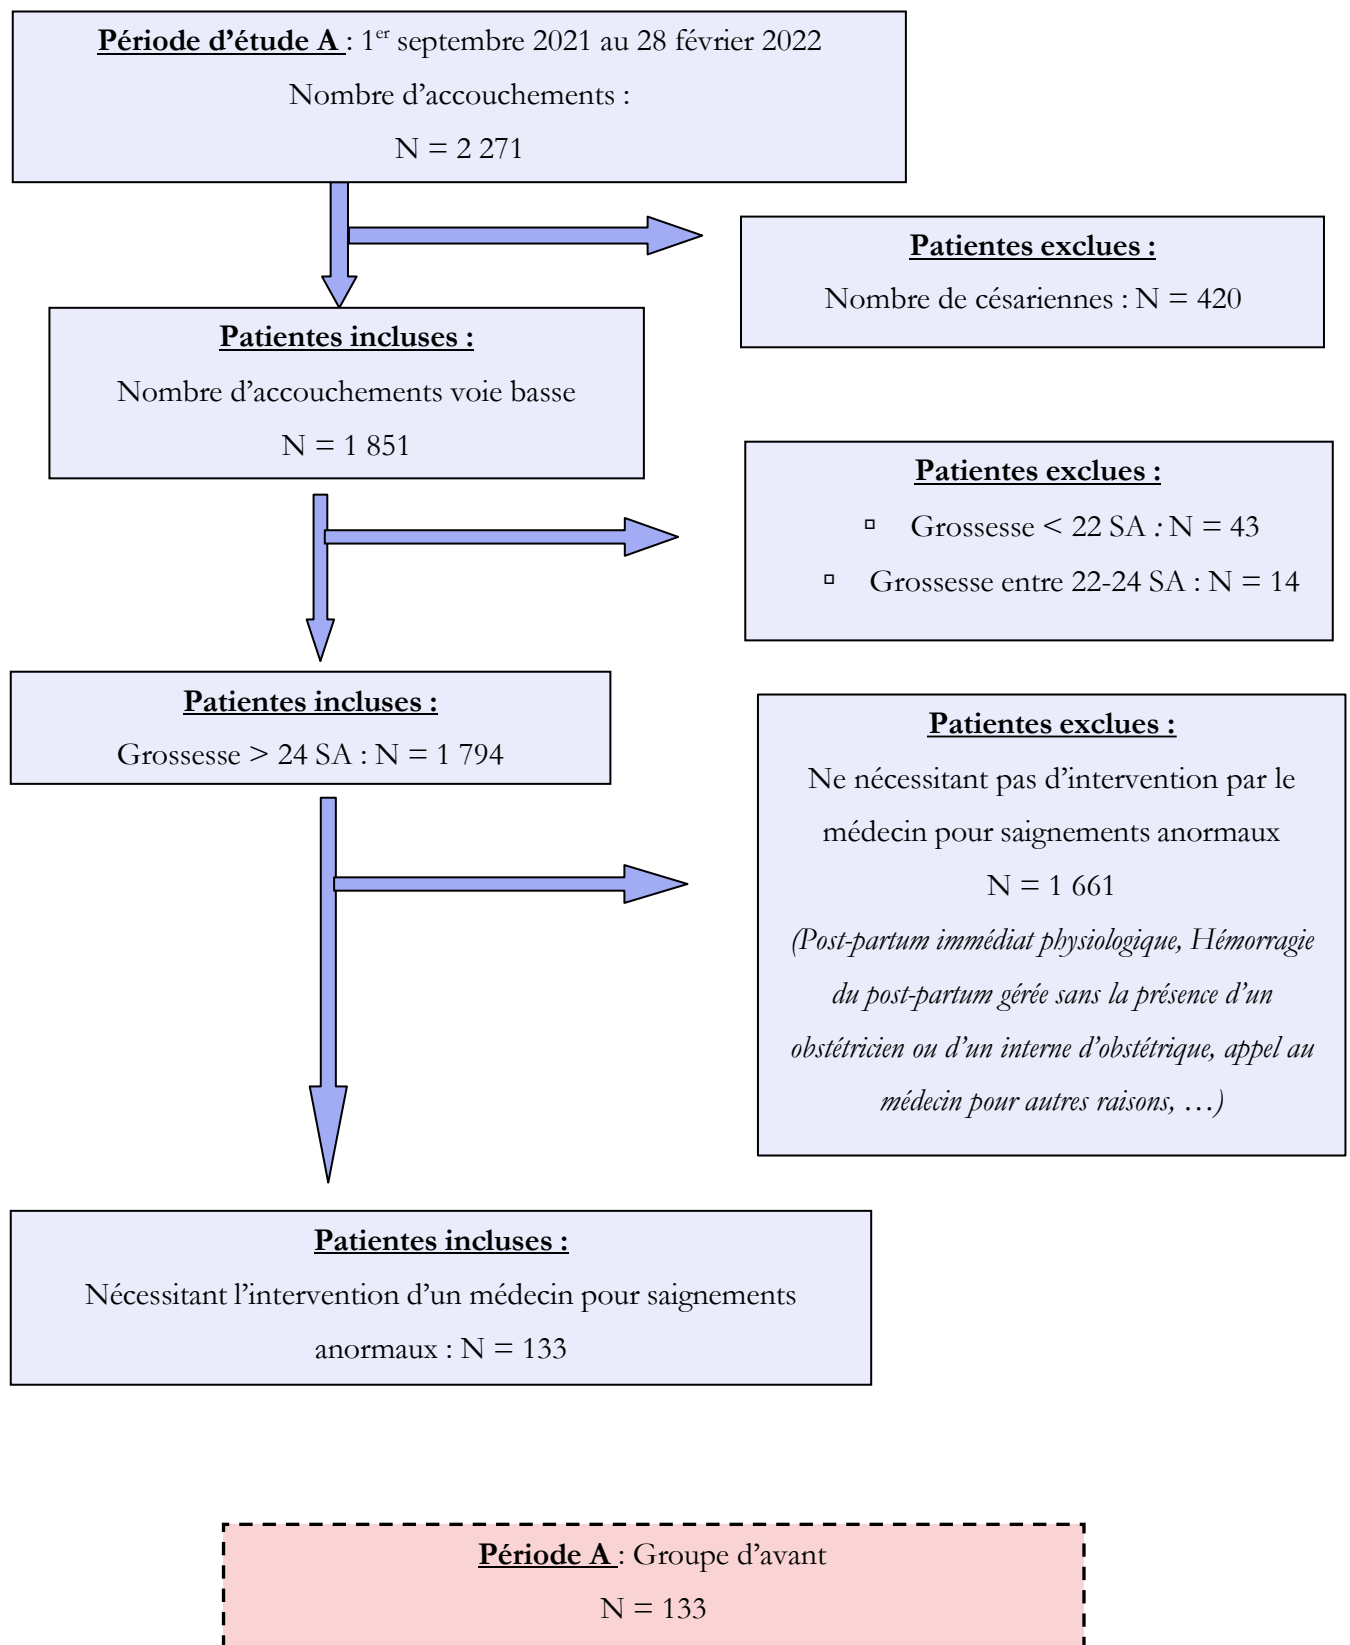 Période d'étude A : 1er septembre 2021 au 28 février 2022
Nombre d'accouchements :
N = 2 271
Patientes exclues :
Nombre de césariennes : N = 420
Patientes incluses :
Nombre d'accouchements voie basse
N = 1 851
Patientes exclues :
▫ Grossesse < 22 SA : N = 43
▫ Grossesse entre 22-24 SA : N = 14
Patientes incluses :
Grossesse > 24 SA : N = 1 794
Patientes exclues :
Ne nécessitant pas d'intervention par le
médecin pour saignements anormaux
N = 1 661
(Post-partum immédiat physiologique, Hémorragie
du post-partum gérée sans la présence d'un
obstétricien ou d'un interne d'obstétrique, appel au
médecin pour autres raisons, …)
Patientes incluses :
Nécessitant l'intervention d'un médecin pour saignements
anormaux : N = 133
Période A : Groupe d'avant
N = 133